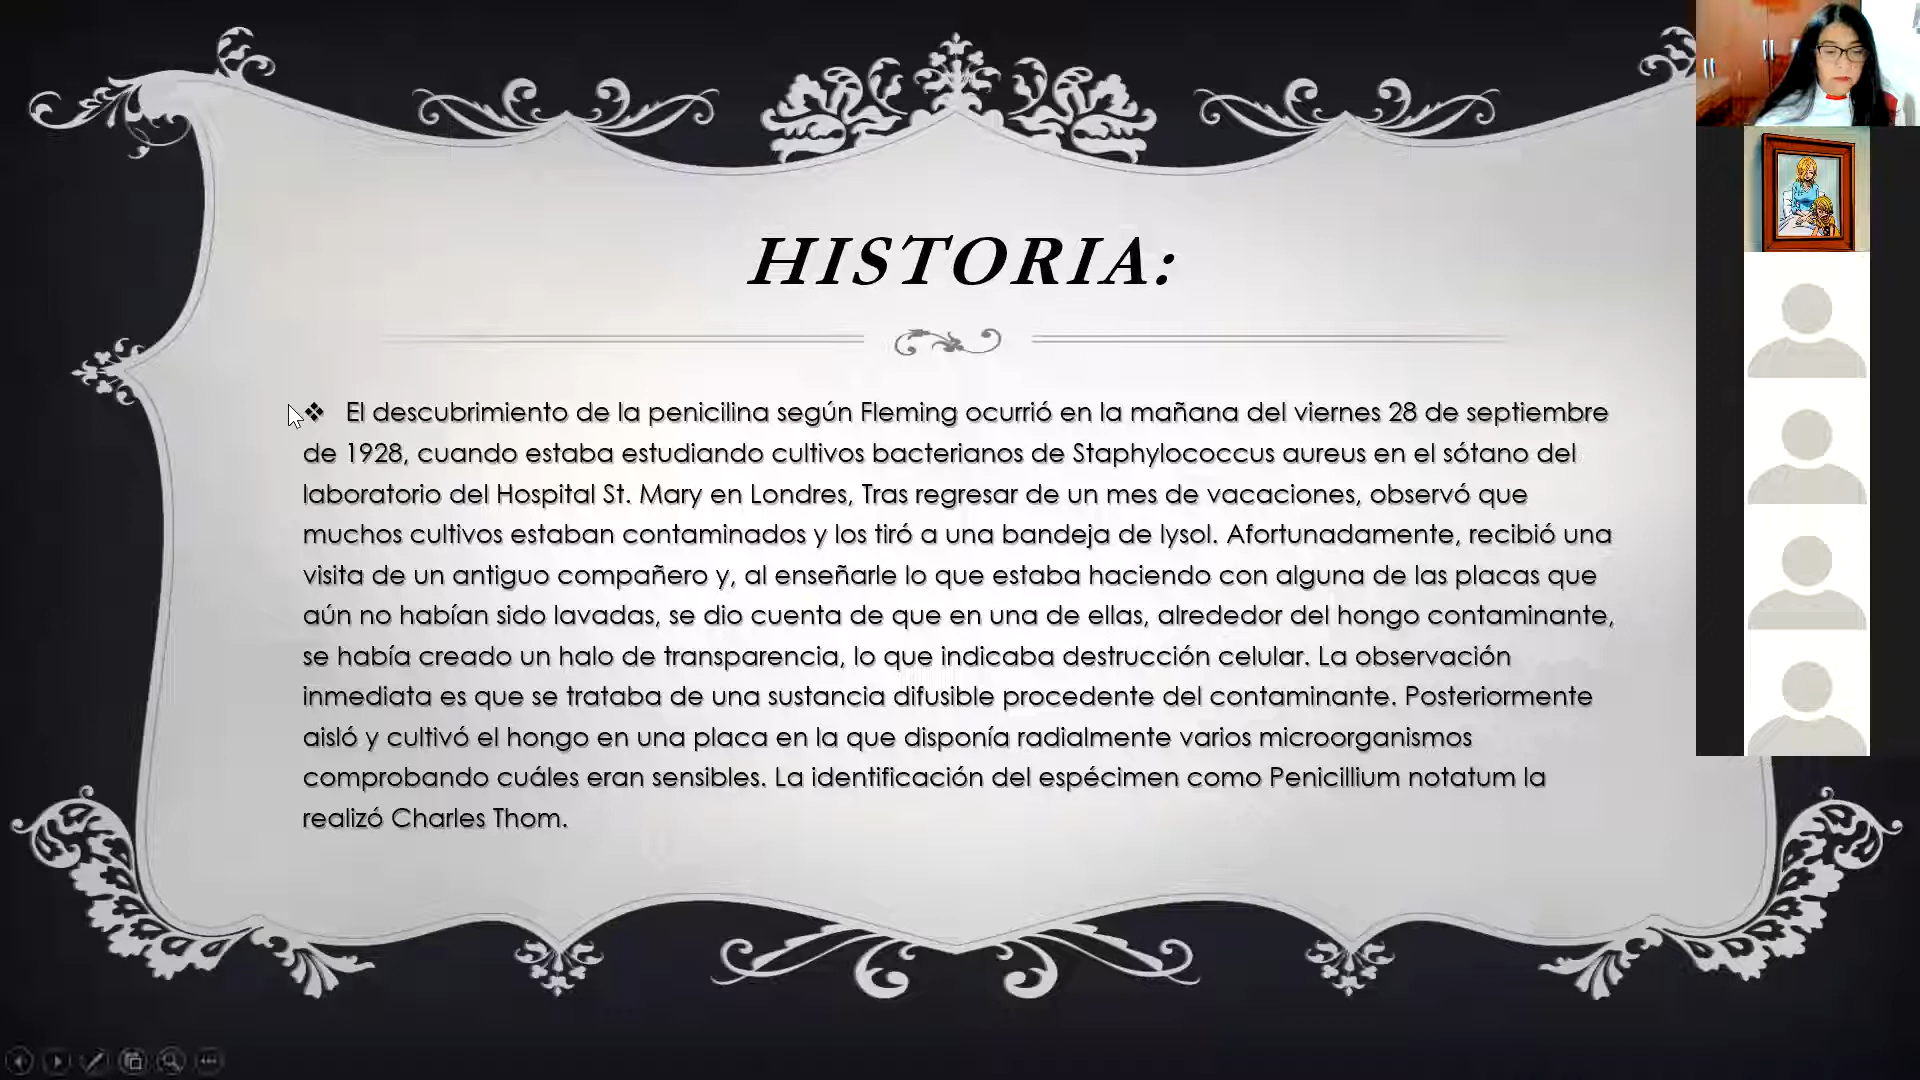 HISTORIA:
❖ El descubrimiento de la penicilina según Fleming ocurrió en la mañana del viernes 28 de septiembre
de 1928, cuando estaba estudiando cultivos bacterianos de Staphylococcus aureus en el sótano del
laboratorio del Hospital St. Mary en Londres, Tras regresar de un mes de vacaciones, observó que
muchos cultivos estaban contaminados y los tiró a una bandeja de lysol. Afortunadamente, recibió una
visita de un antiguo compañero y, al enseñarle lo que estaba haciendo con alguna de las placas que
aún no habían sido lavadas, se dio cuenta de que en una de ellas, alrededor del hongo contaminante,
se había creado un halo de transparencia, lo que indicaba destrucción celular. La observación
inmediata es que se trataba de una sustancia difusible procedente del contaminante. Posteriormente
aisló y cultivó el hongo en una placa en la que disponía radialmente varios microorganismos
comprobando cuáles eran sensibles. La identificación del espécimen como Penicillium notatum la
realizó Charles Thom.